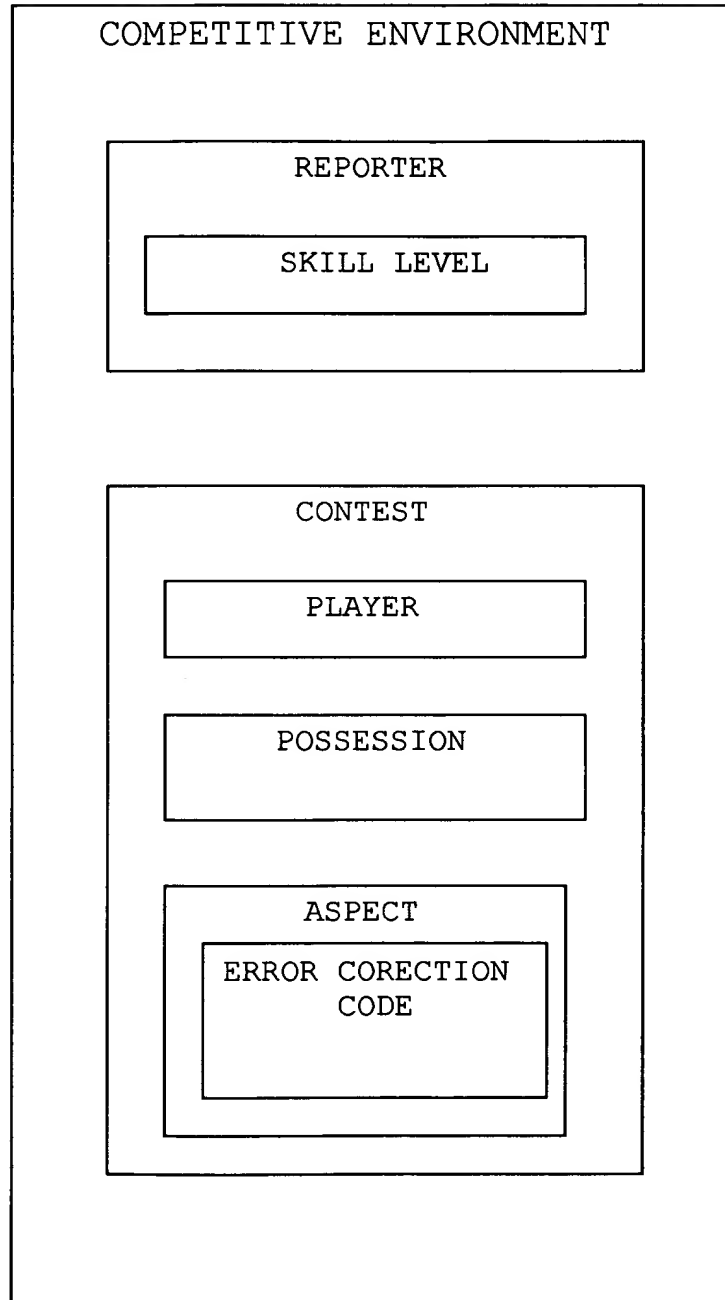 COMPETITIVE ENVIRONMENT
REPORTER
SKILL LEVEL
CONTEST
PLAYER
POSSESSION
ASPECT
ERROR CORECTION
CODE